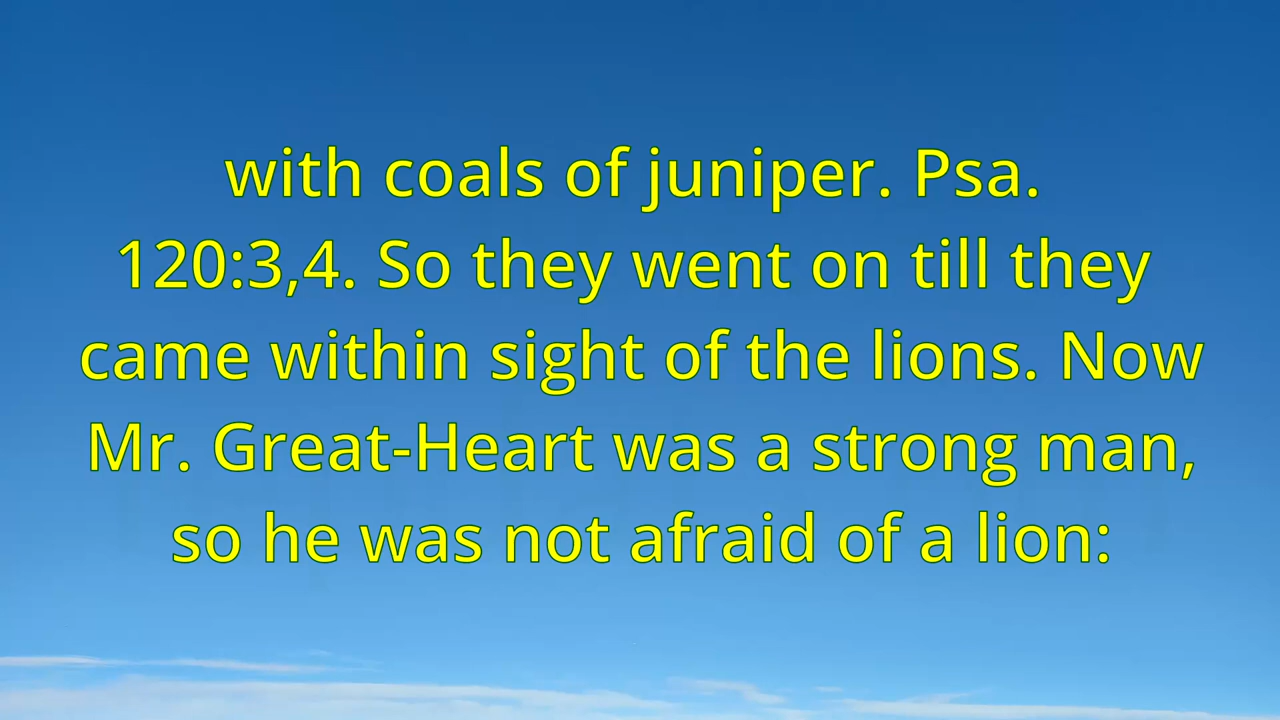 with coals of juniper. Psa.
120:3,4. So they went on till they
came within sight of the lions. Now
Mr. Great-Heart was a strong man,
so he was not afraid of a lion: